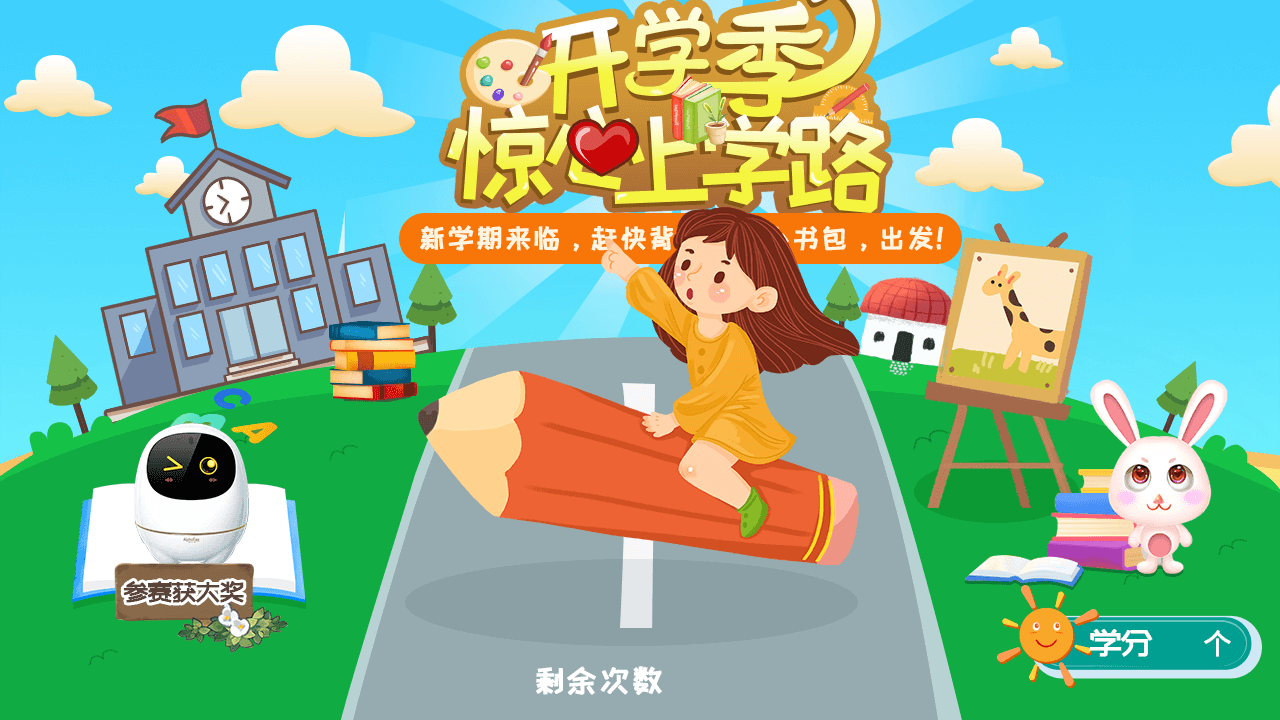 开学季
惊心上学路
新学期来临，赶快背 书包，出发!
参赛获大奖
学分 个
剩余次数